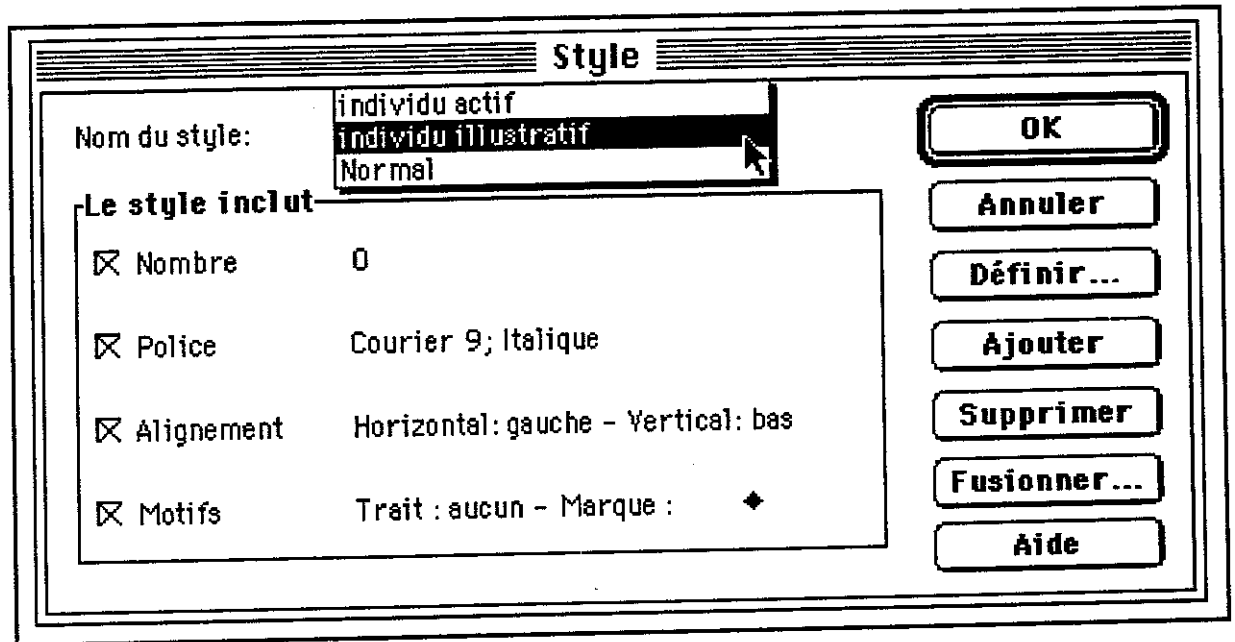 Style
individu actif
Nom du style:
individu illustratif
Normal
Le style inclut
Nombre 0
Police Courier 9; Italique
Alignement Horizontal: gauche - Vertical: bas
Motifs Trait : aucun - Marque :
OK
Annuler
Définir...
Ajouter
Supprimer
Fusionner...
Aide